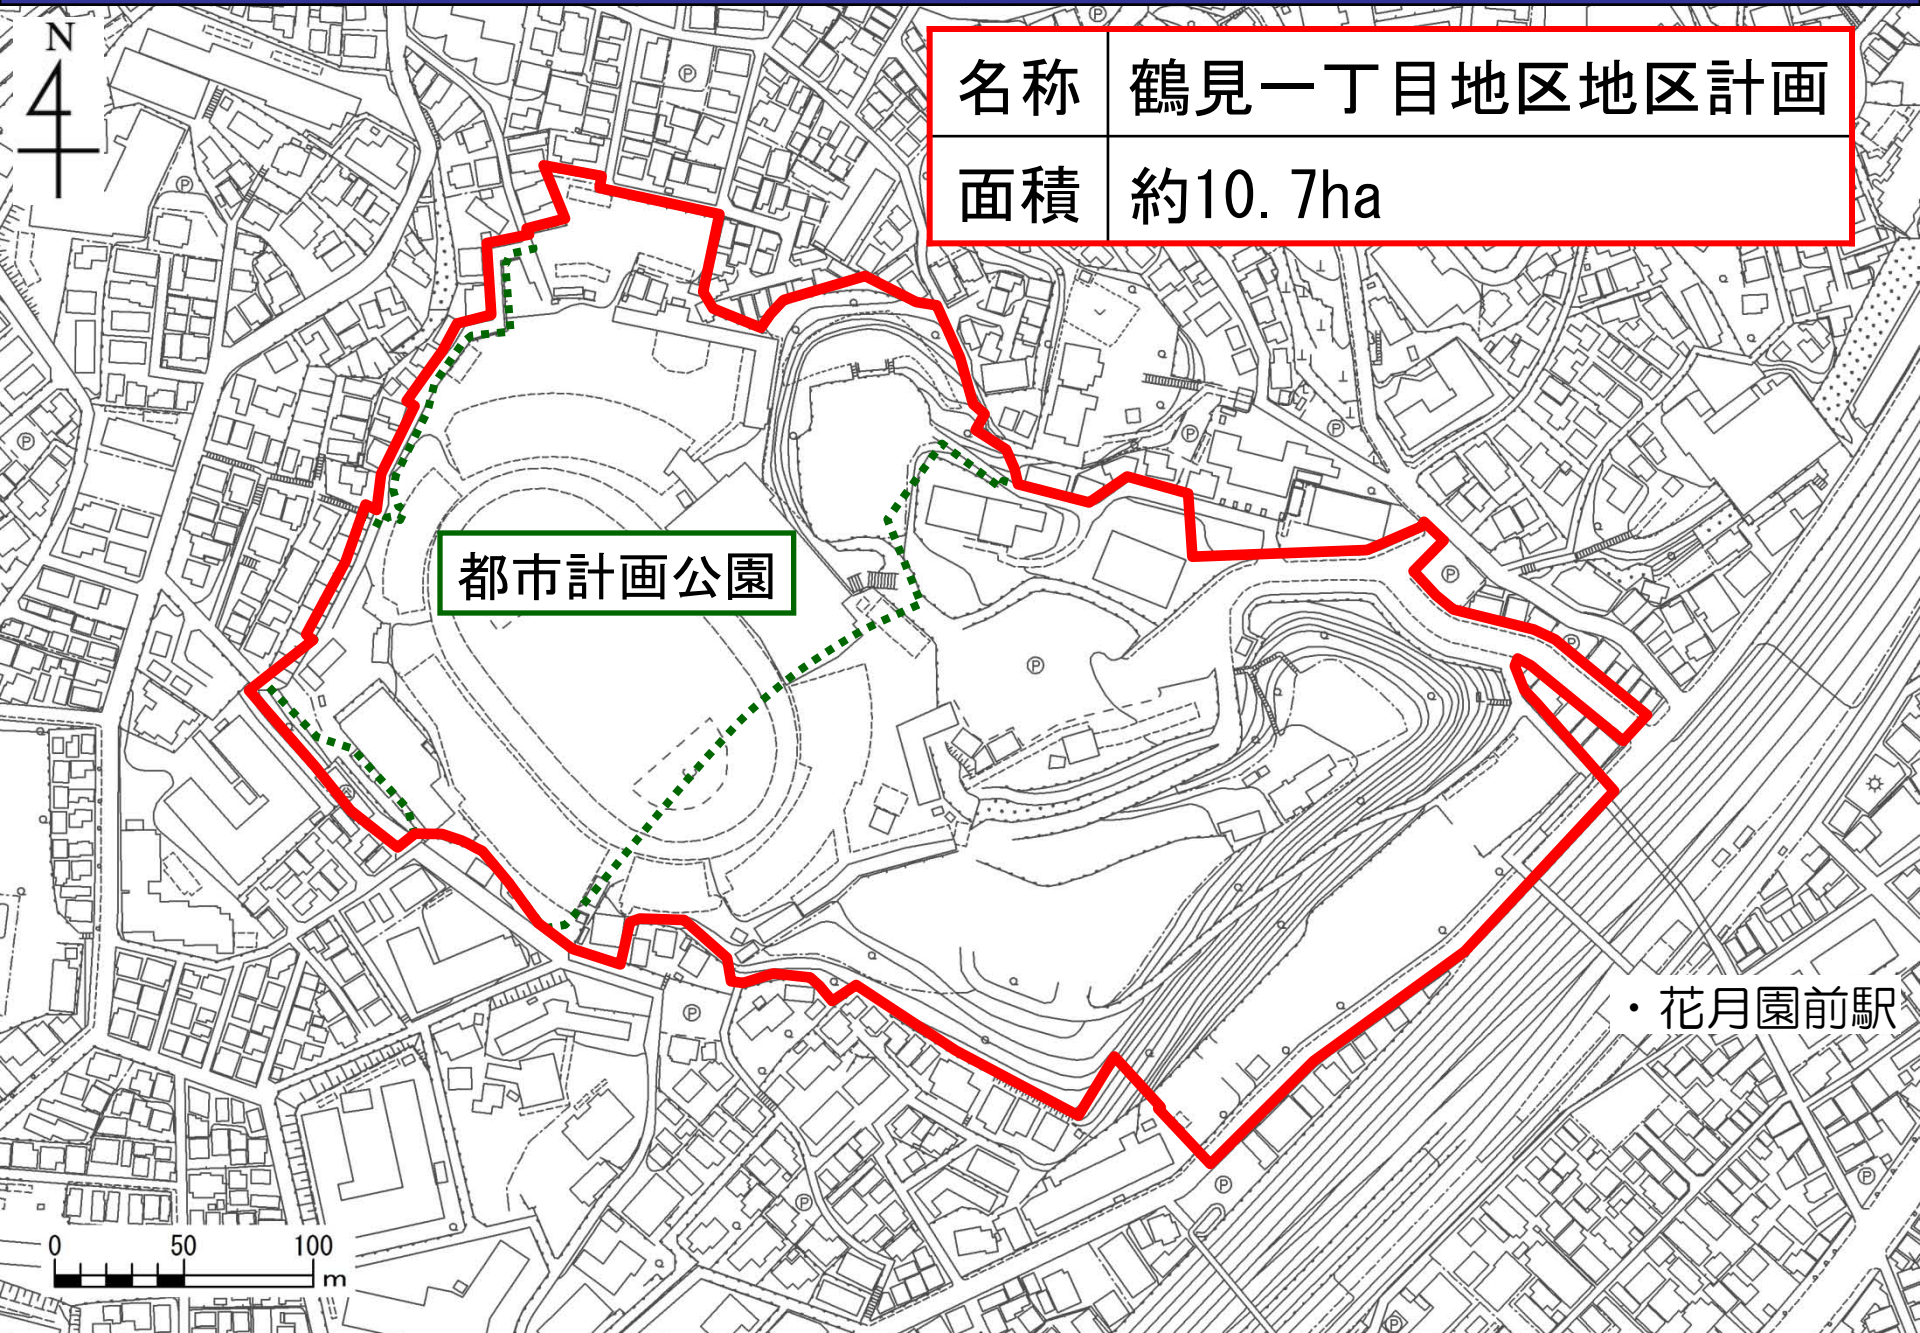 N
名称 鶴見一丁目地区地区計画
面積 約10.7ha
都市計画公園
・花月園前駅
0 50 100
m